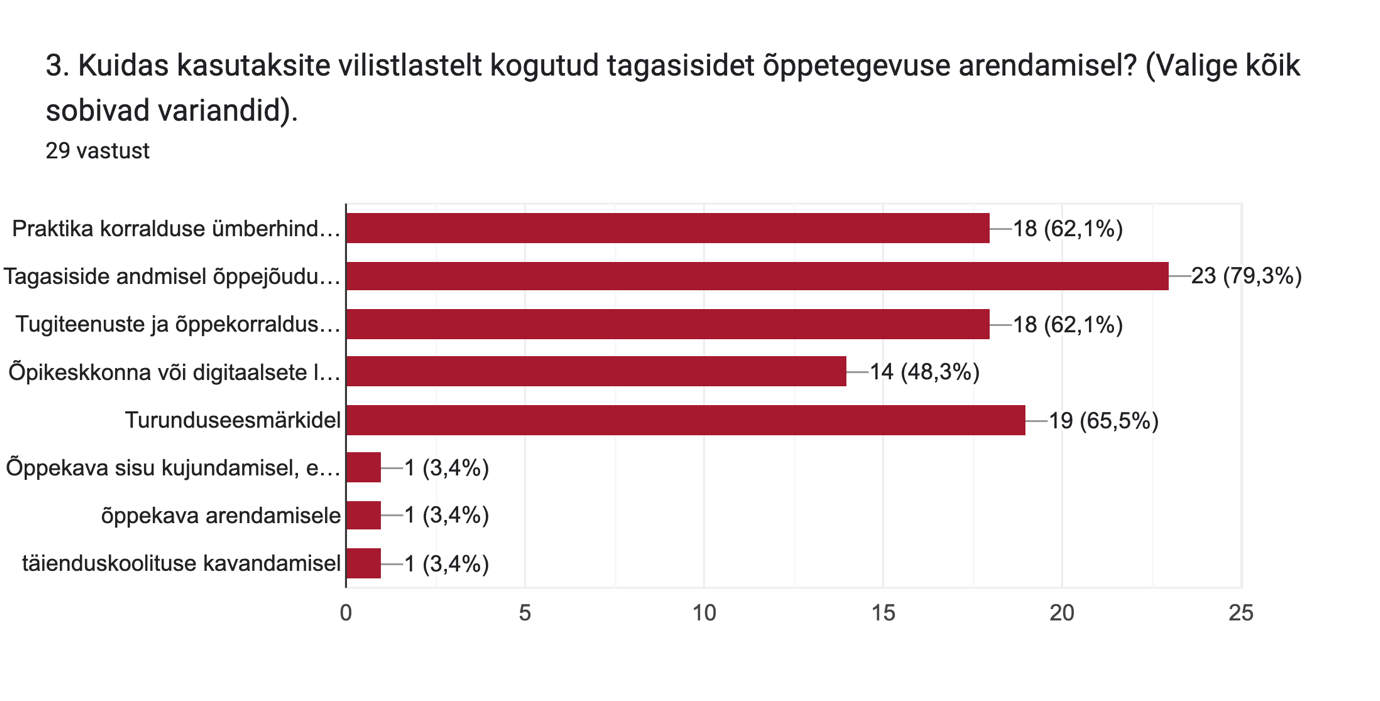 3. Kuidas kasutaksite vilistlastelt kogutud tagasisidet õppetegevuse arendamisel? (Valige kõik
sobivad variandid).
29 vastust
Praktika korralduse ümberhind… 18 (62,1%)
Tagasiside andmisel õppejõudu… 23 (79,3%)
Tugiteenuste ja õppekorraldus… 18 (62,1%)
Õpikeskkonna või digitaalsete l… 14 (48,3%)
Turunduseesmärkidel 19 (65,5%)
Õppekava sisu kujundamisel, e… 1 (3,4%)
õppekava arendamisele 1 (3,4%)
täienduskoolituse kavandamisel 1 (3,4%)
0 5 10 15 20 25